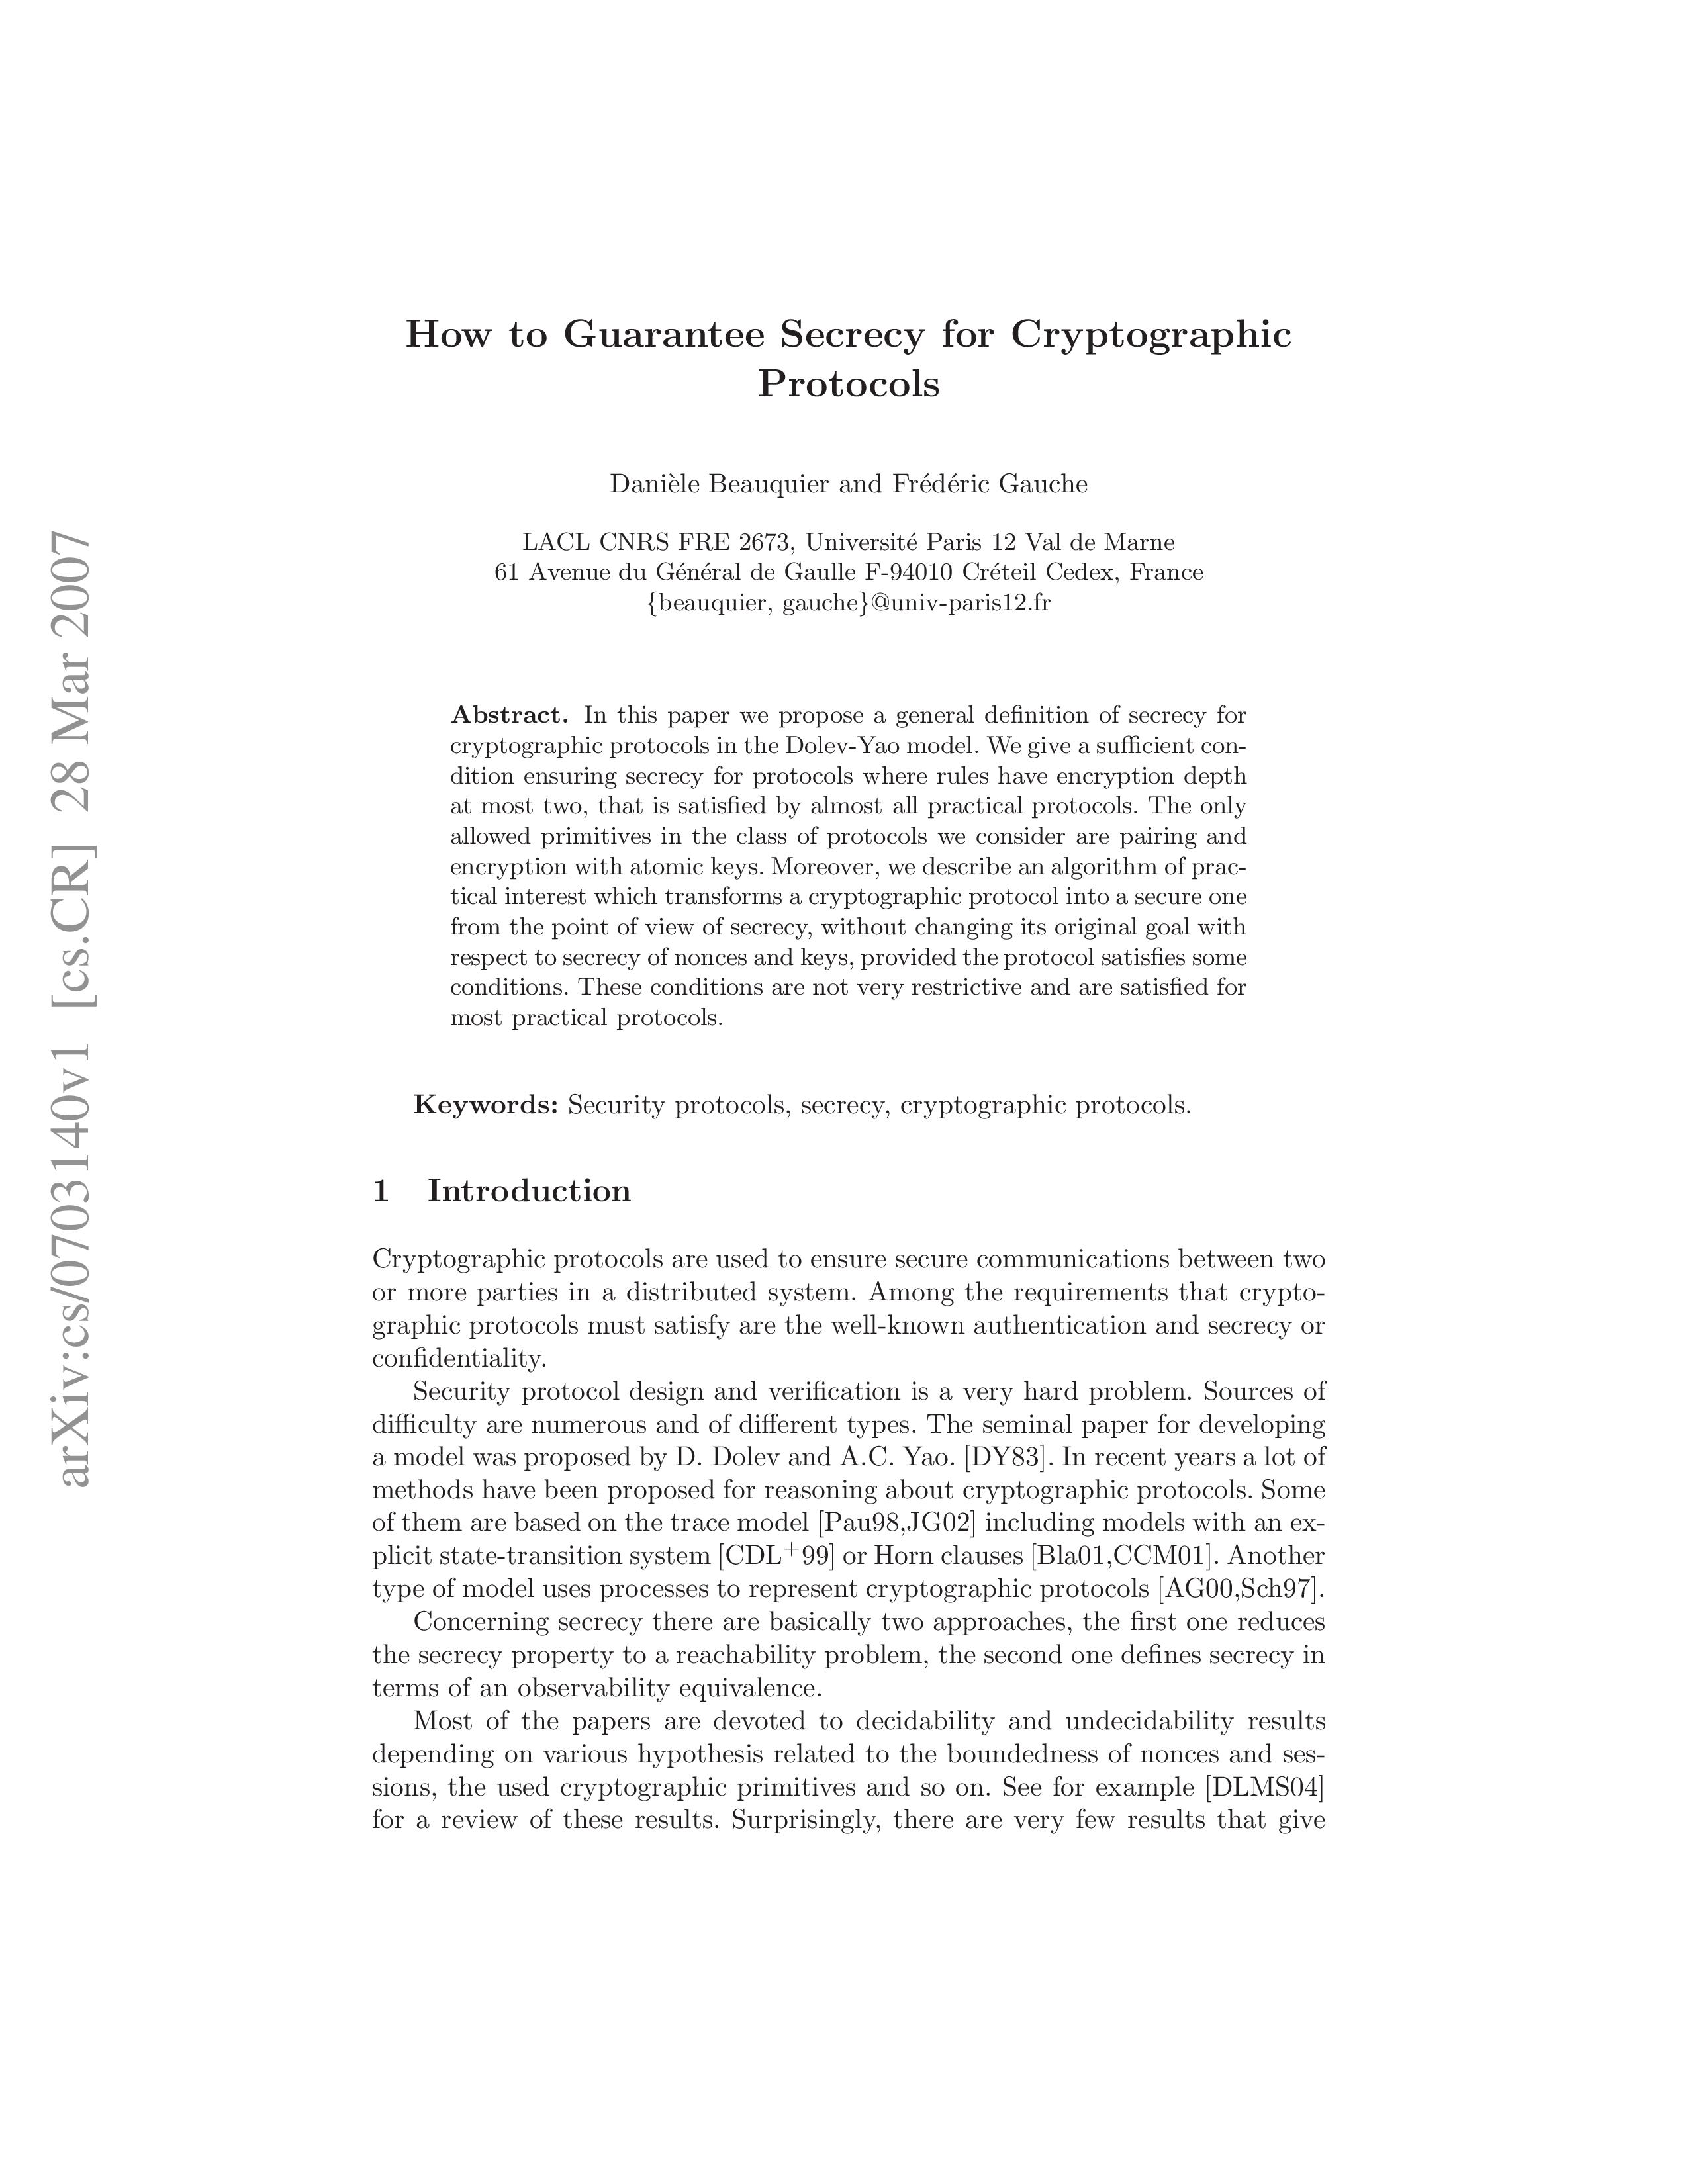 How to Guarantee Secrecy for Cryptographic
Protocols
Danièle Beauquier and Frédéric Gauche
LACL CNRS FRE 2673, Université Paris 12 Val de Marne
61 Avenue du Général de Gaulle F-94010 Créteil Cedex, France
{beauquier, gauche}@univ-paris12.fr
Abstract. In this paper we propose a general definition of secrecy for
cryptographic protocols in the Dolev-Yao model. We give a sufficient con-
dition ensuring secrecy for protocols where rules have encryption depth
at most two, that is satisfied by almost all practical protocols. The only
allowed primitives in the class of protocols we consider are pairing and
encryption with atomic keys. Moreover, we describe an algorithm of prac-
tical interest which transforms a cryptographic protocol into a secure one
from the point of view of secrecy, without changing its original goal with
respect to secrecy of nonces and keys, provided the protocol satisfies some
conditions. These conditions are not very restrictive and are satisfied for
most practical protocols.
Keywords: Security protocols, secrecy, cryptographic protocols.
1 Introduction
Cryptographic protocols are used to ensure secure communications between two
or more parties in a distributed system. Among the requirements that crypto-
graphic protocols must satisfy are the well-known authentication and secrecy or
confidentiality.
Security protocol design and verification is a very hard problem. Sources of
difficulty are numerous and of different types. The seminal paper for developing
a model was proposed by D. Dolev and A.C. Yao. [DY83]. In recent years a lot of
methods have been proposed for reasoning about cryptographic protocols. Some
of them are based on the trace model [Pau98,JG02] including models with an ex-
plicit state-transition system [CDL+99] or Horn clauses [Bla01,CCM01]. Another
type of model uses processes to represent cryptographic protocols [AG00,Sch97].
Concerning secrecy there are basically two approaches, the first one reduces
the secrecy property to a reachability problem, the second one defines secrecy in
terms of an observability equivalence.
Most of the papers are devoted to decidability and undecidability results
depending on various hypothesis related to the boundedness of nonces and ses-
sions, the used cryptographic primitives and so on. See for example [DLMS04]
for a review of these results. Surprisingly, there are very few results that give
arXiv:cs/0703140v1 [cs.CR] 28 Mar 2007